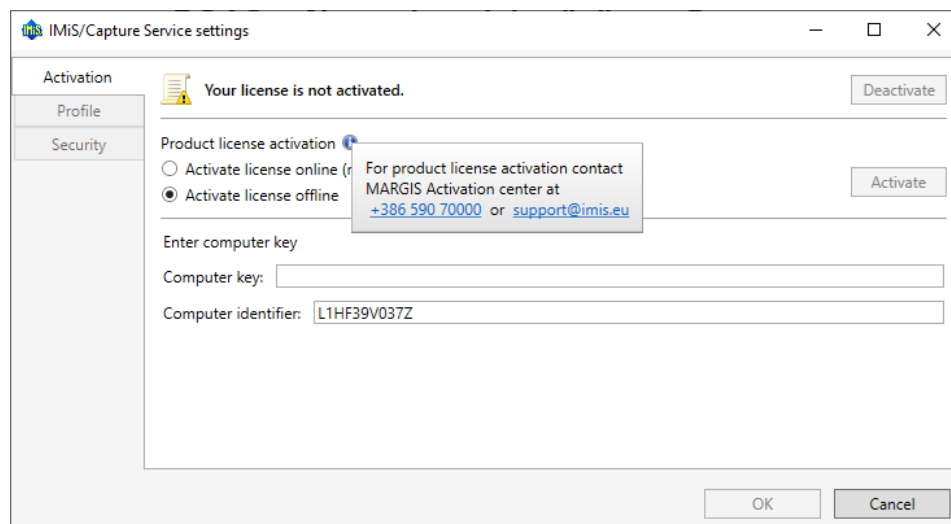 IMiS/Capture Service settings
Activation
Profile
Security
Your license is not activated.
Deactivate
Product license activation
Activate license online (r
Activate license offline
For product license activation contact
MARGIS Activation center at
+386 590 70000 or support@imis.eu
Activate
Enter computer key
Computer key:
Computer identifier: L1HF39V037Z
OK
Cancel